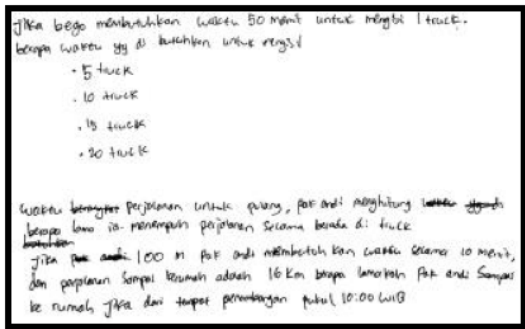 Jika bego membutuhkan waktu 50 menit untuk mengisi 1 truck.
berapa waktu yg di butuhkan untuk mengisi
- 5 truck
- 10 truck
- 15 truck
- 20 truck
waktu perjalanan untuk pulang, pak andi menghitung
berapa lama ia menempuh perjalanan selama berada di truck
Jika 100 m Pak andi membutuhkan waktu selama 10 menit,
dan perjalanan sampai kerumah adalah 16 Km brapa lamakah Pak andi Sampai
ke rumah Jika dari tempat penambangan pukul 10:00 WIB